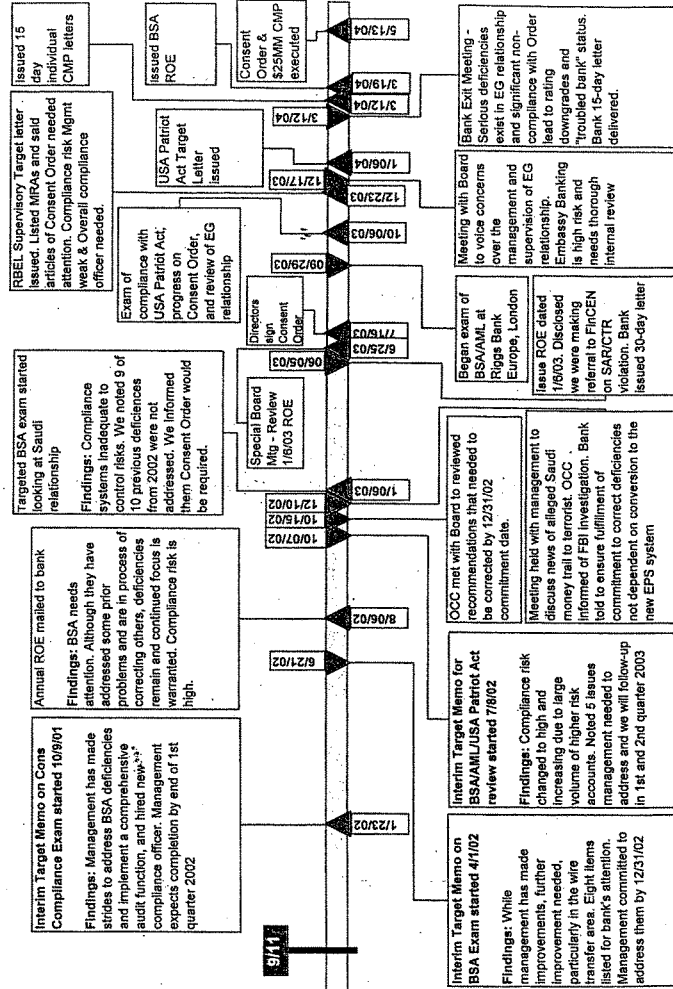 Interim Target Memo on Cons
Compliance Exam started 10/9/01
Findings: Management has made
strides to address BSA deficiencies
and implement a comprehensive
audit function, and hired new
compliance officer. Management
expects completion by end of 1st
quarter 2002
Annual ROE mailed to bank
Findings: BSA needs
attention. Although they have
addressed some prior
problems and are in process of
correcting others, deficiencies
remain and continued focus is
warranted. Compliance risk is
high.
Targeted BSA exam started
looking at Saudi
relationship
Findings: Compliance
systems inadequate to
control risks. We noted 9 of
10 previous deficiences
from 2002 were not
addressed. We informed
them Consent Order would
be required.
Special Board
Mtg - Review
1/6/03 ROE
Directors
sign Consent
Order
RBEL Supervisory Target letter
issued. Listed MRAs and said
articles of Consent Order needed
attention. Compliance risk Mgmt
weak & Overall compliance
officer needed.
Exam of
compliance with
USA Patriot Act;
progress on
Consent Order,
and review of EG
relationship
USA Patriot
Act Target
Letter
issued
Issued 15
day
individual
CMP letters
Issued BSA
ROE
Consent
Order &
$25MM CMP
executed
9/11
1/23/02
6/21/02
8/06/02
10/07/02
10/15/02
12/10/02
1/06/03
06/05/03
6/25/03
7/16/03
09/29/03
10/06/03
12/17/03
12/23/03
1/06/04
3/12/04
3/12/04
3/19/04
5/13/04
Interim Target Memo on
BSA Exam started 4/1/02
Findings: While
management has made
improvements, further
improvement needed,
particularly in the wire
transfer area. Eight items
listed for bank's attention.
Management committed to
address them by 12/31/02
Interim Target Memo for
BSA/AML/USA Patriot Act
review started 7/8/02
Findings: Compliance risk
changed to high and
increasing due to large
volume of higher risk
accounts. Noted 5 issues
management needed to
address and we will follow-up
in 1st and 2nd quarter 2003
OCC met with Board to reviewed
recommendations that needed to
be corrected by 12/31/02
commitment date.
Meeting held with management to
discuss news of alleged Saudi
money trail to terrorist. OCC
informed of FBI investigation. Bank
told to ensure fulfillment of
commitment to correct deficiencies
not dependent on conversion to the
new EPS system
Began exam of
BSA/AML at
Riggs Bank
Europe, London
Issue ROE dated
1/6/03. Disclosed
we were making
referral to FinCEN
on SAR/CTR
violation. Bank
issued 30-day letter
Meeting with Board
to voice concerns
over the
management and
supervision of EG
relationship.
Embassy Banking
is high risk and
needs thorough
internal review
Bank Exit Meeting -
Serious deficiencies
exist in EG relationship
and significant non-
compliance with Order
lead to rating
downgrades and
"troubled bank" status.
Bank 15-day letter
delivered.